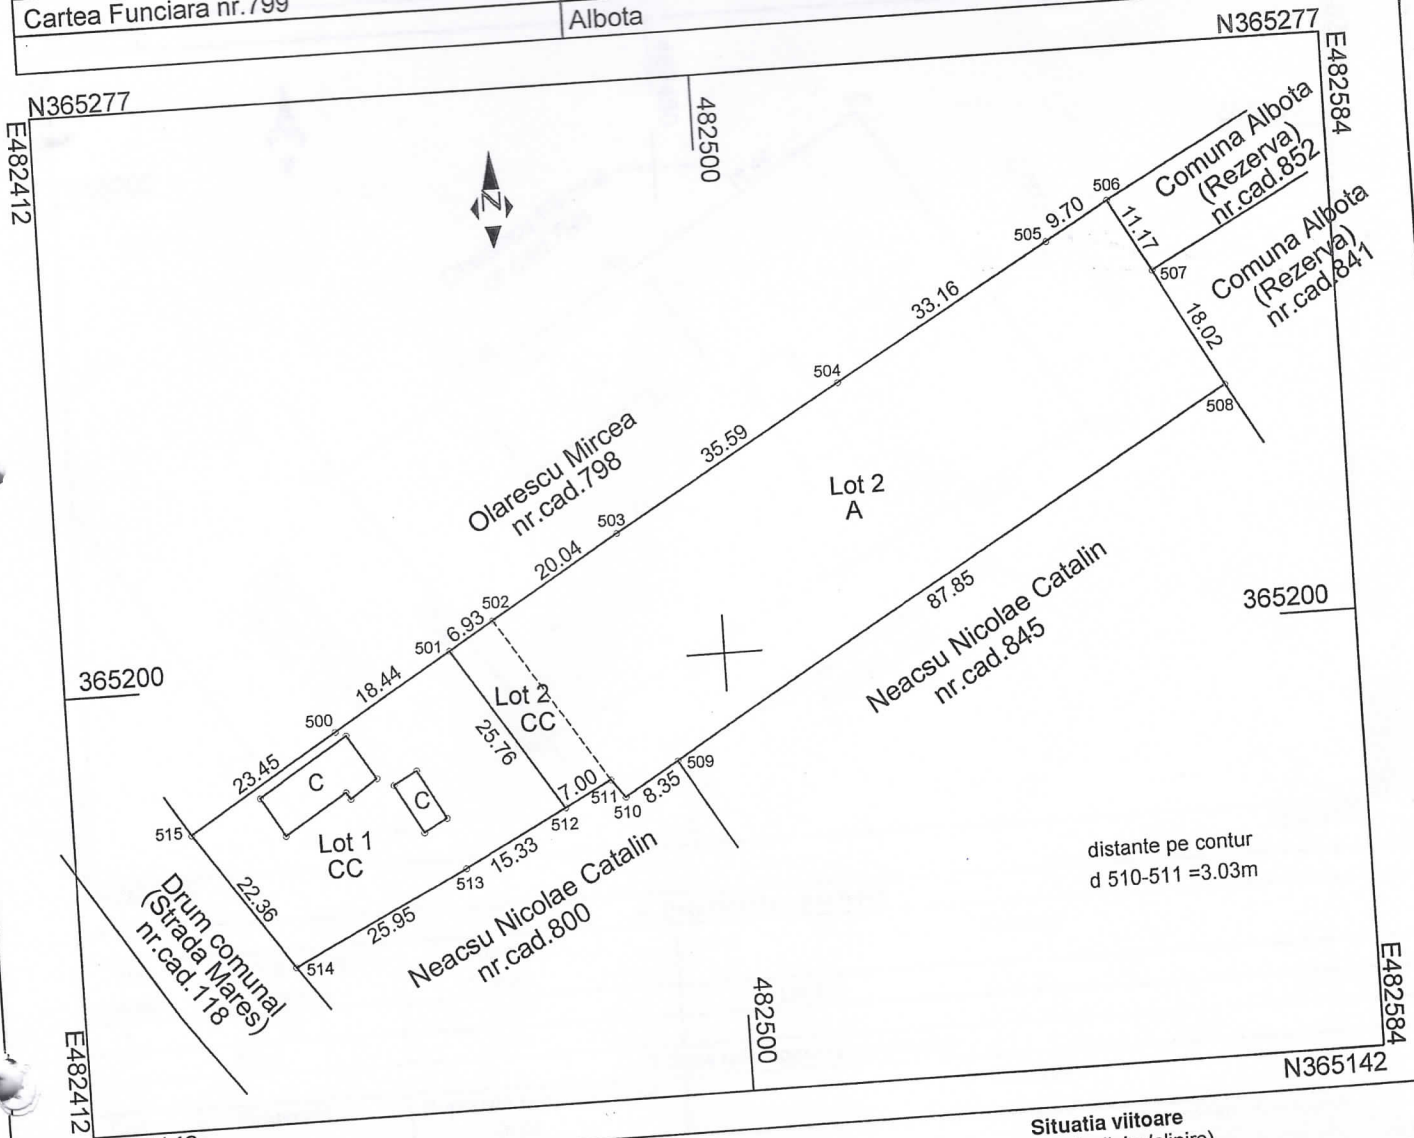 Cartea Funciara nr.799
Albota
N365277
N365277
E482412
E482584
482500
Z
Comuna Albota
(Rezerva)
nr.cad.852
506
9.70
505
11.17
507
Comuna Albota
(Rezerva)
nr.cad.841
33.16
18.02
504
508
35.59
Olarescu Mircea
nr.cad.798
Lot 2
A
503
20.04
502
6.93
501
87.85
Neacsu Nicolae Catalin
nr.cad.845
365200
365200
18.44
Lot 2
CC
500
25.76
23.45
C
C
7.00
511
510
8.35
509
512
515
Lot 1
CC
15.33
513
22.36
25.95
514
Neacsu Nicolae Catalin
nr.cad.800
distante pe contur
d 510-511 =3.03m
Drum comunal
(Strada Mares)
nr.cad.118
482500
E482412
E482584
N365142
Situatia viitoare